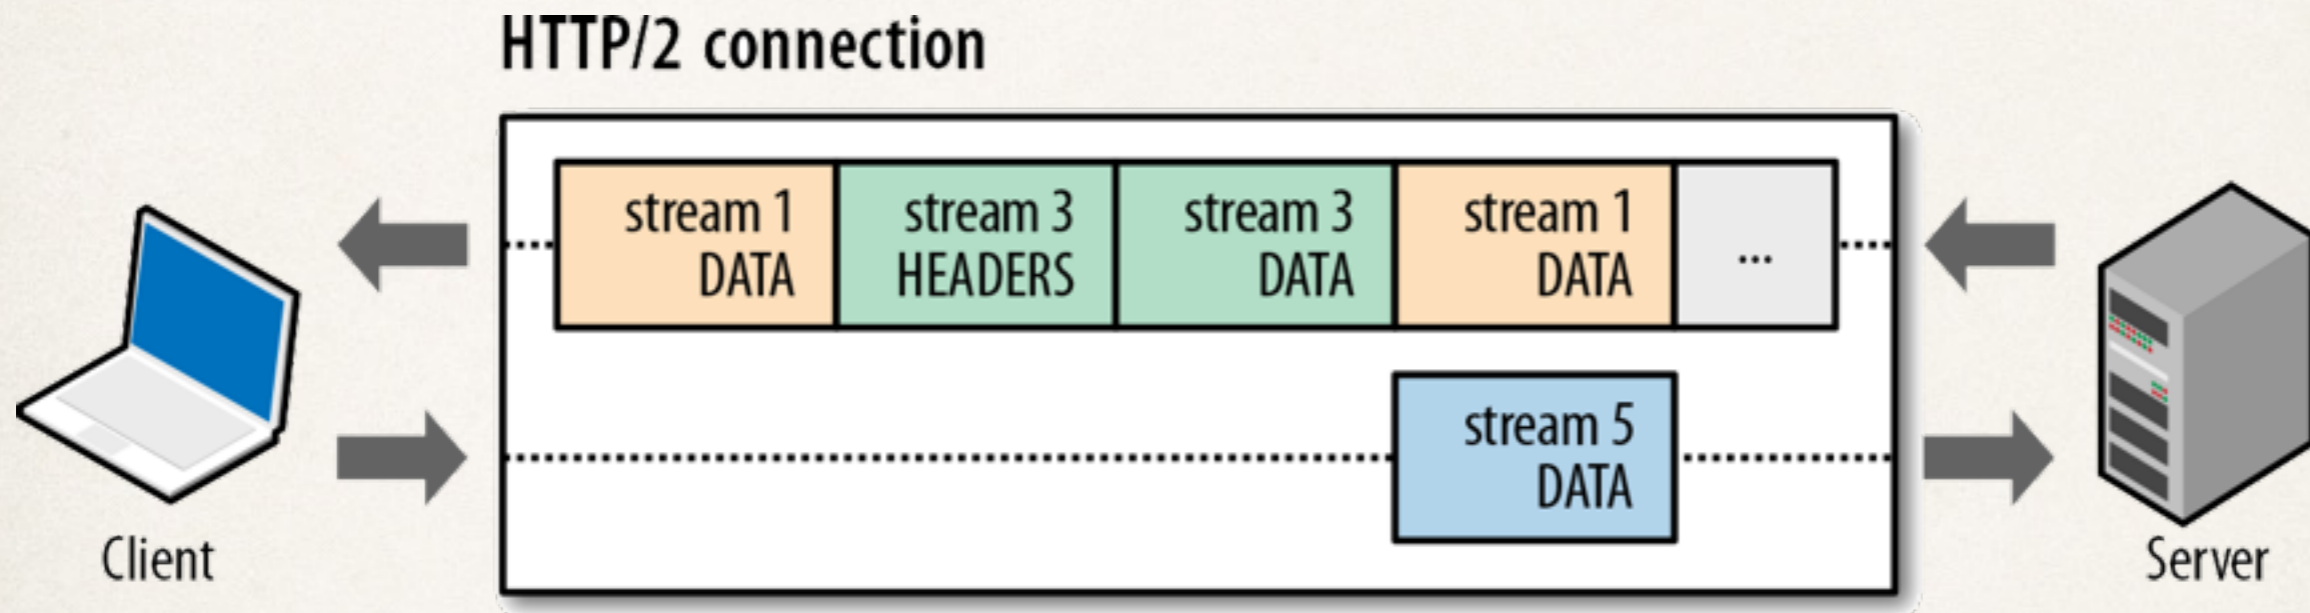 HTTP/2 connection
stream 1
DATA
stream 3
HEADERS
stream 3
DATA
stream 1
DATA
...
stream 5
DATA
Client
Server